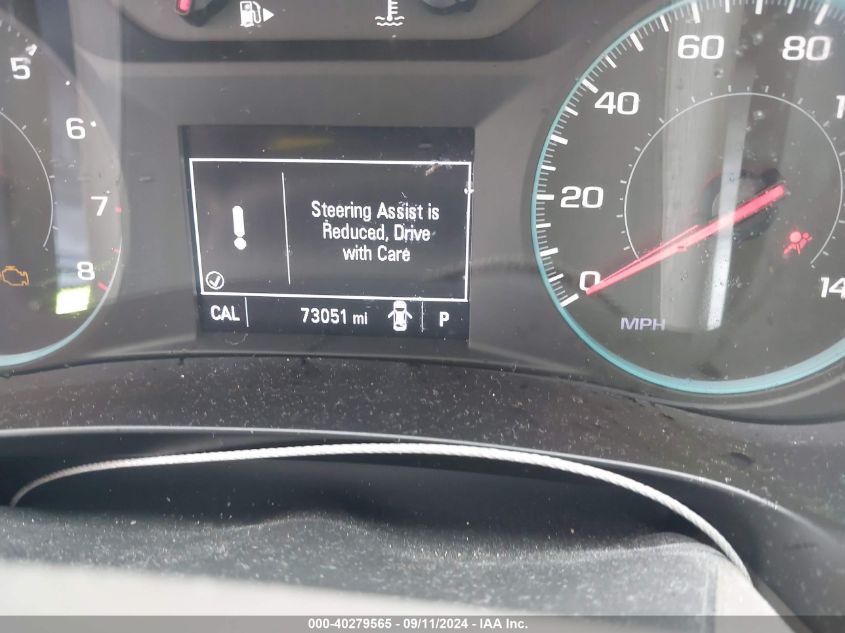 5
6
7
8
60
80
40
20
0
14
MPH
Steering Assist is
Reduced, Drive
with Care
CAL
73051 mi
P
000-40279565 - 09/11/2024 - IAA Inc.